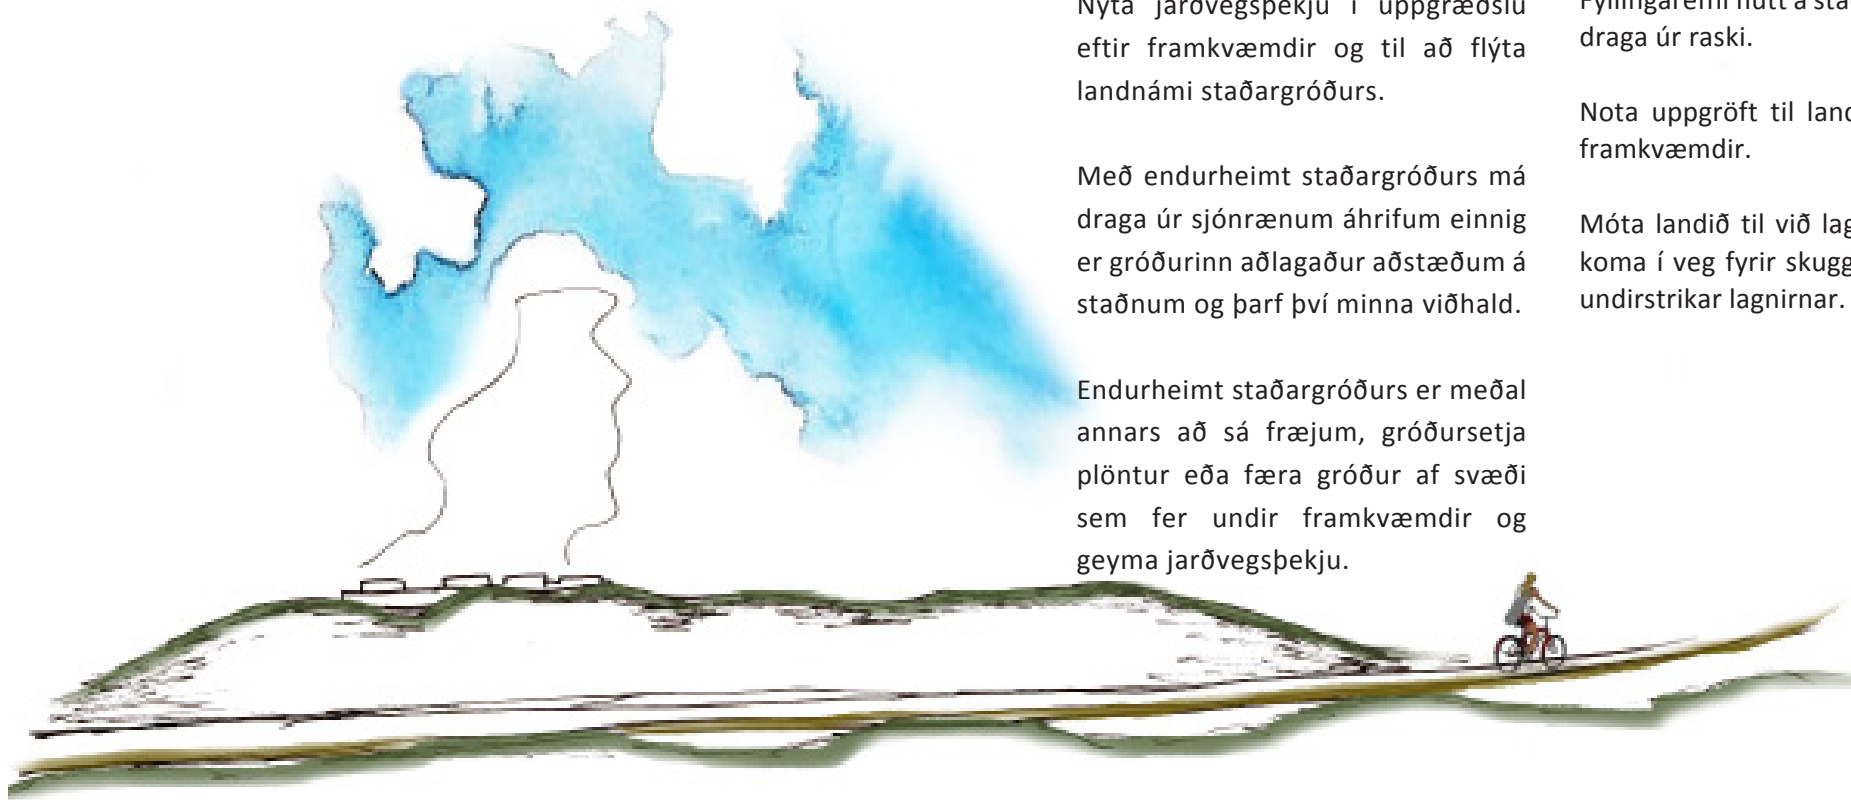 Nýta jarðvegsþekju í uppgræðslu
eftir framkvæmdir og til að flýta
landnámi staðargróðurs.
Með endurheimt staðargróðurs má
draga úr sjónrænum áhrifum einnig
er gróðurinn aðlagaður aðstæðum á
staðnum og þarf því minna viðhald.
Endurheimt staðargróðurs er meðal
annars að sá fræjum, gróðursetja
plöntur eða færa gróður af svæði
sem fer undir framkvæmdir og
geyma jarðvegsþekju.
draga úr raski.
Nota uppgröft til
framkvæmdir.
Móta landið til við
koma í veg fyrir
undirstrikar lagnirnar.